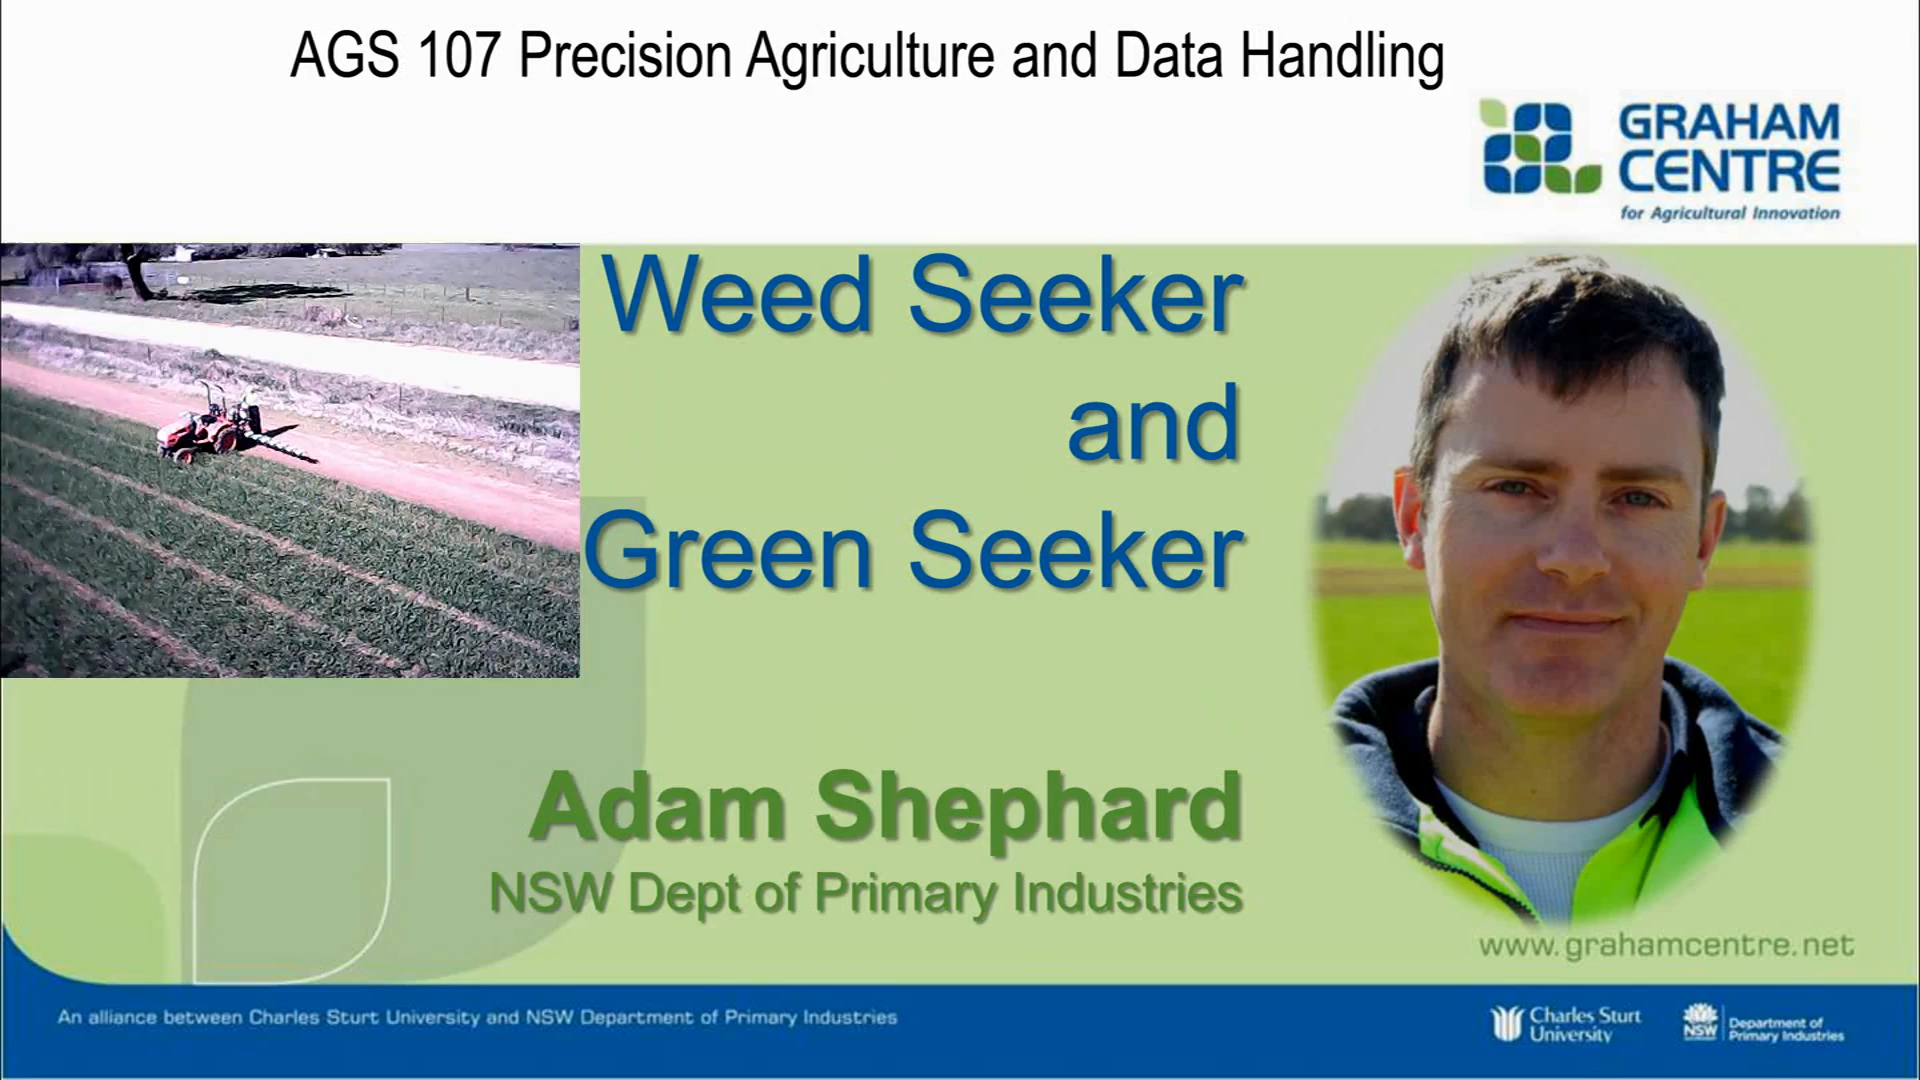 AGS 107 Precision Agriculture and Data Handling
GRAHAM
CENTRE
for Agricultural Innovation
Weed Seeker
and
Green Seeker
Adam Shephard
NSW Dept of Primary Industries
www.grahamcentre.net
An alliance between Charles Sturt University and NSW Department of Primary Industries
Charles Sturt
University
NSW
Department of
Primary Industries